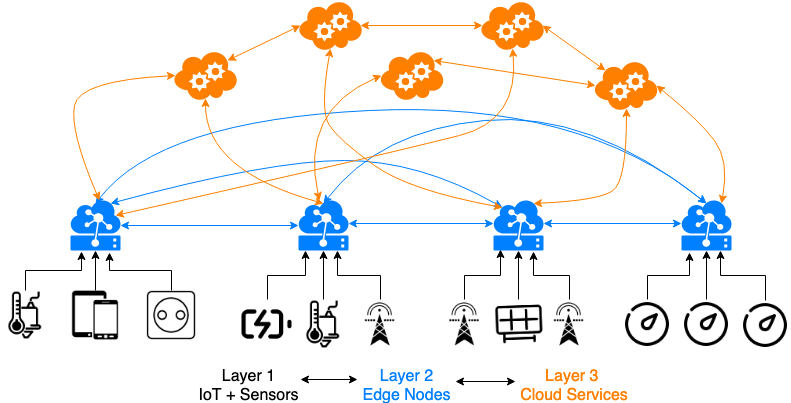 Layer 1
IoT + Sensors
Layer 2
Edge Nodes
Layer 3
Cloud Services